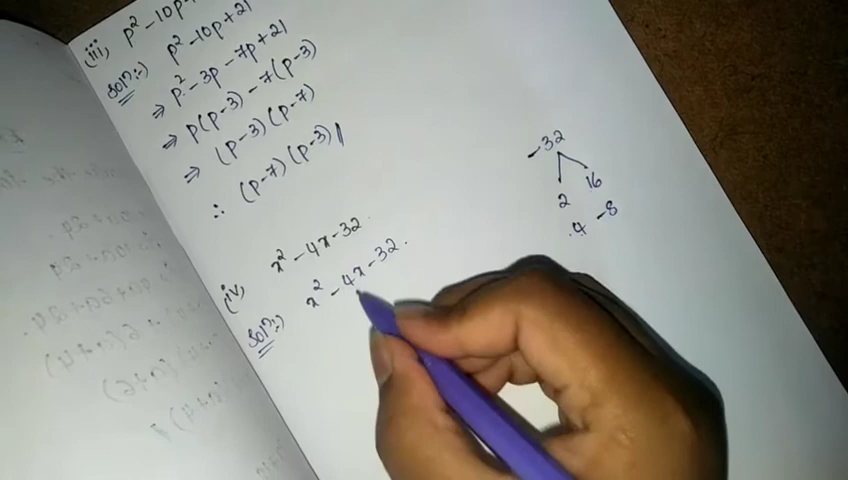 (iii, p² - 10p
Soln:-) p² - 10p + 21
⇒ p² - 3p - 7p + 21
⇒ p(p-3) - 7(p-3)
⇒ (p-3)(p-7)
∴ (p-7)(p-3)
(iv, x² - 4x - 32.
Soln:-) x² - 4x - 32.
-32
2 16
4 -8